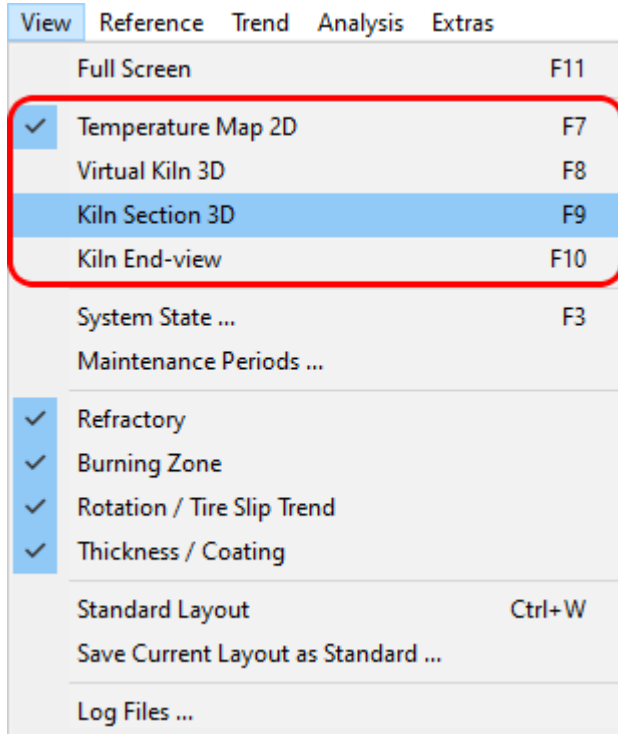 View Reference Trend Analysis Extras
Full Screen F11
Temperature Map 2D F7
Virtual Kiln 3D F8
Kiln Section 3D F9
Kiln End-view F10
System State ... F3
Maintenance Periods ...
Refractory
Burning Zone
Rotation / Tire Slip Trend
Thickness / Coating
Standard Layout Ctrl+W
Save Current Layout as Standard ...
Log Files ...